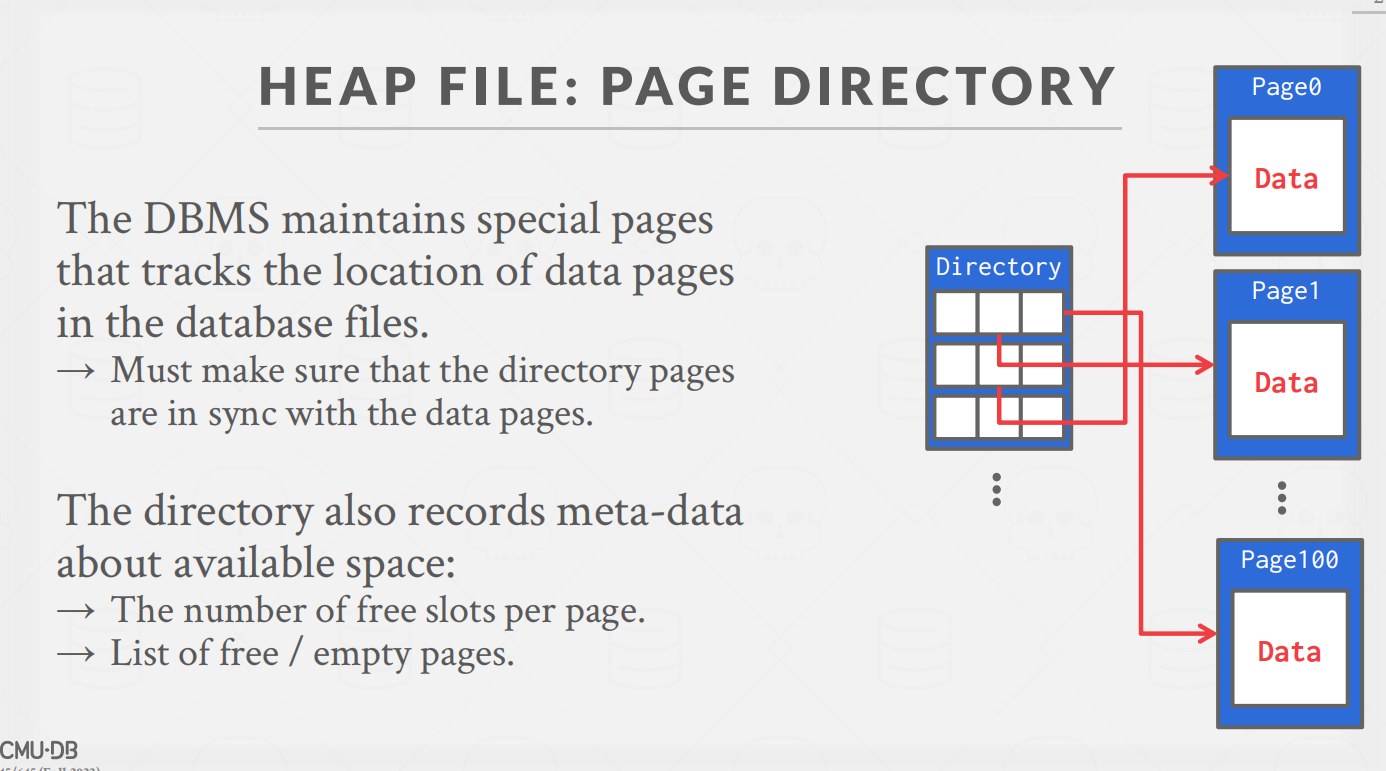 HEAP FILE: PAGE DIRECTORY
The DBMS maintains special pages
that tracks the location of data pages
in the database files.
→ Must make sure that the directory pages
are in sync with the data pages.
The directory also records meta-data
about available space:
→ The number of free slots per page.
→ List of free / empty pages.
Directory
Page0
Data
Page1
Data
Page100
Data
CMU·DB